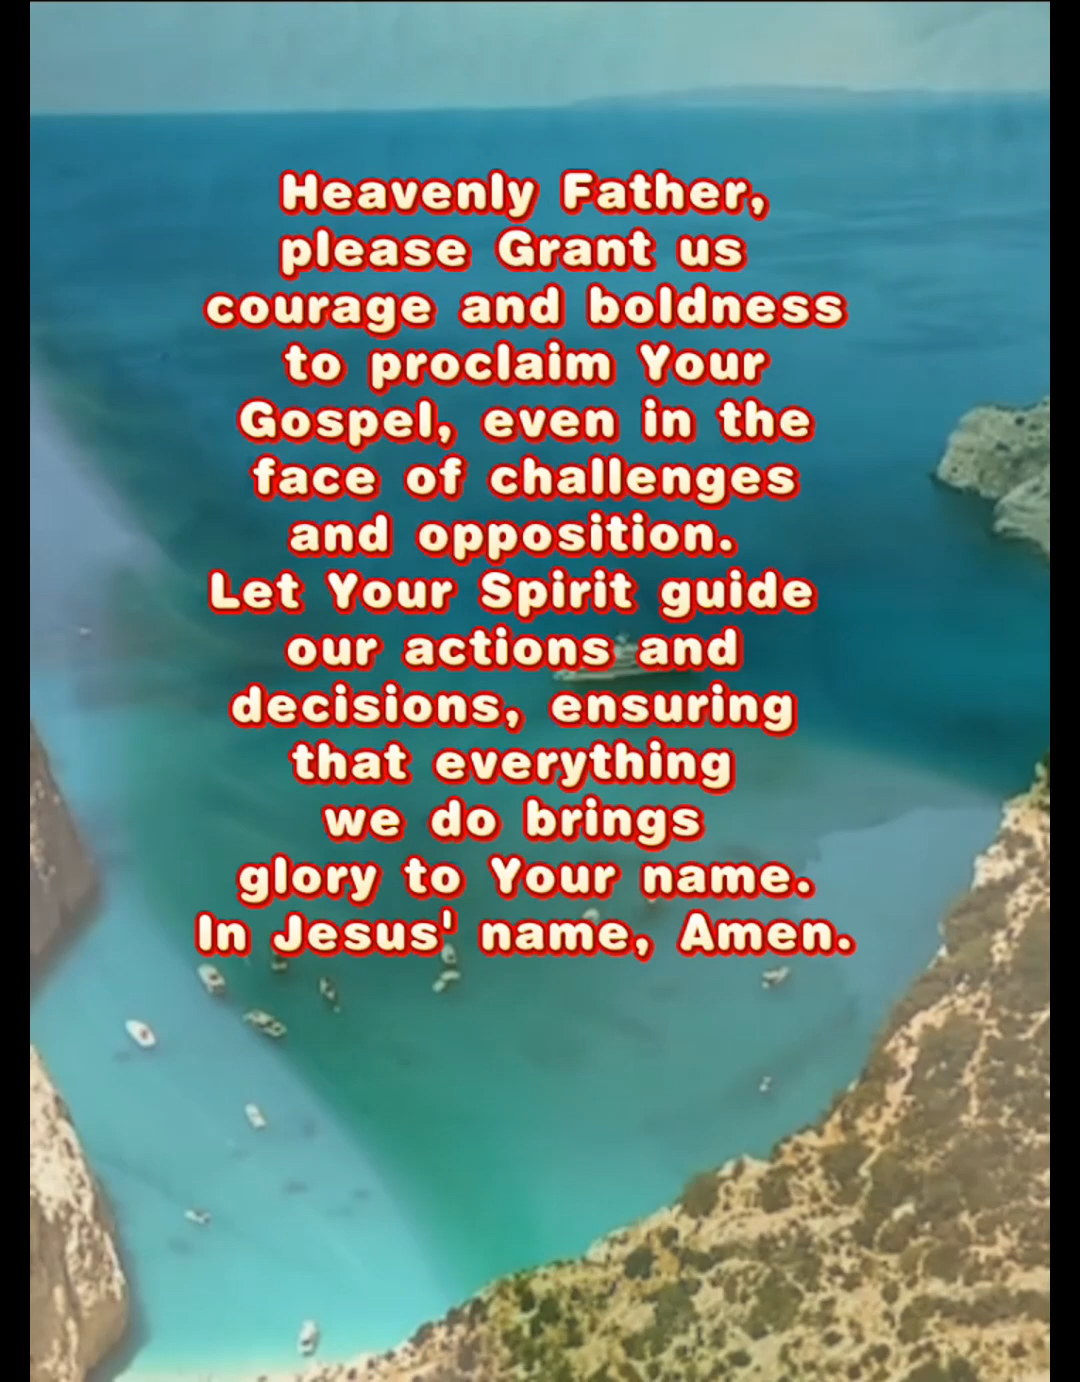 Heavenly Father,
please Grant us
courage and boldness
to proclaim Your
Gospel, even in the
face of challenges
and opposition.
Let Your Spirit guide
our actions and
decisions, ensuring
that everything
we do brings
glory to Your name.
In Jesus' name, Amen.